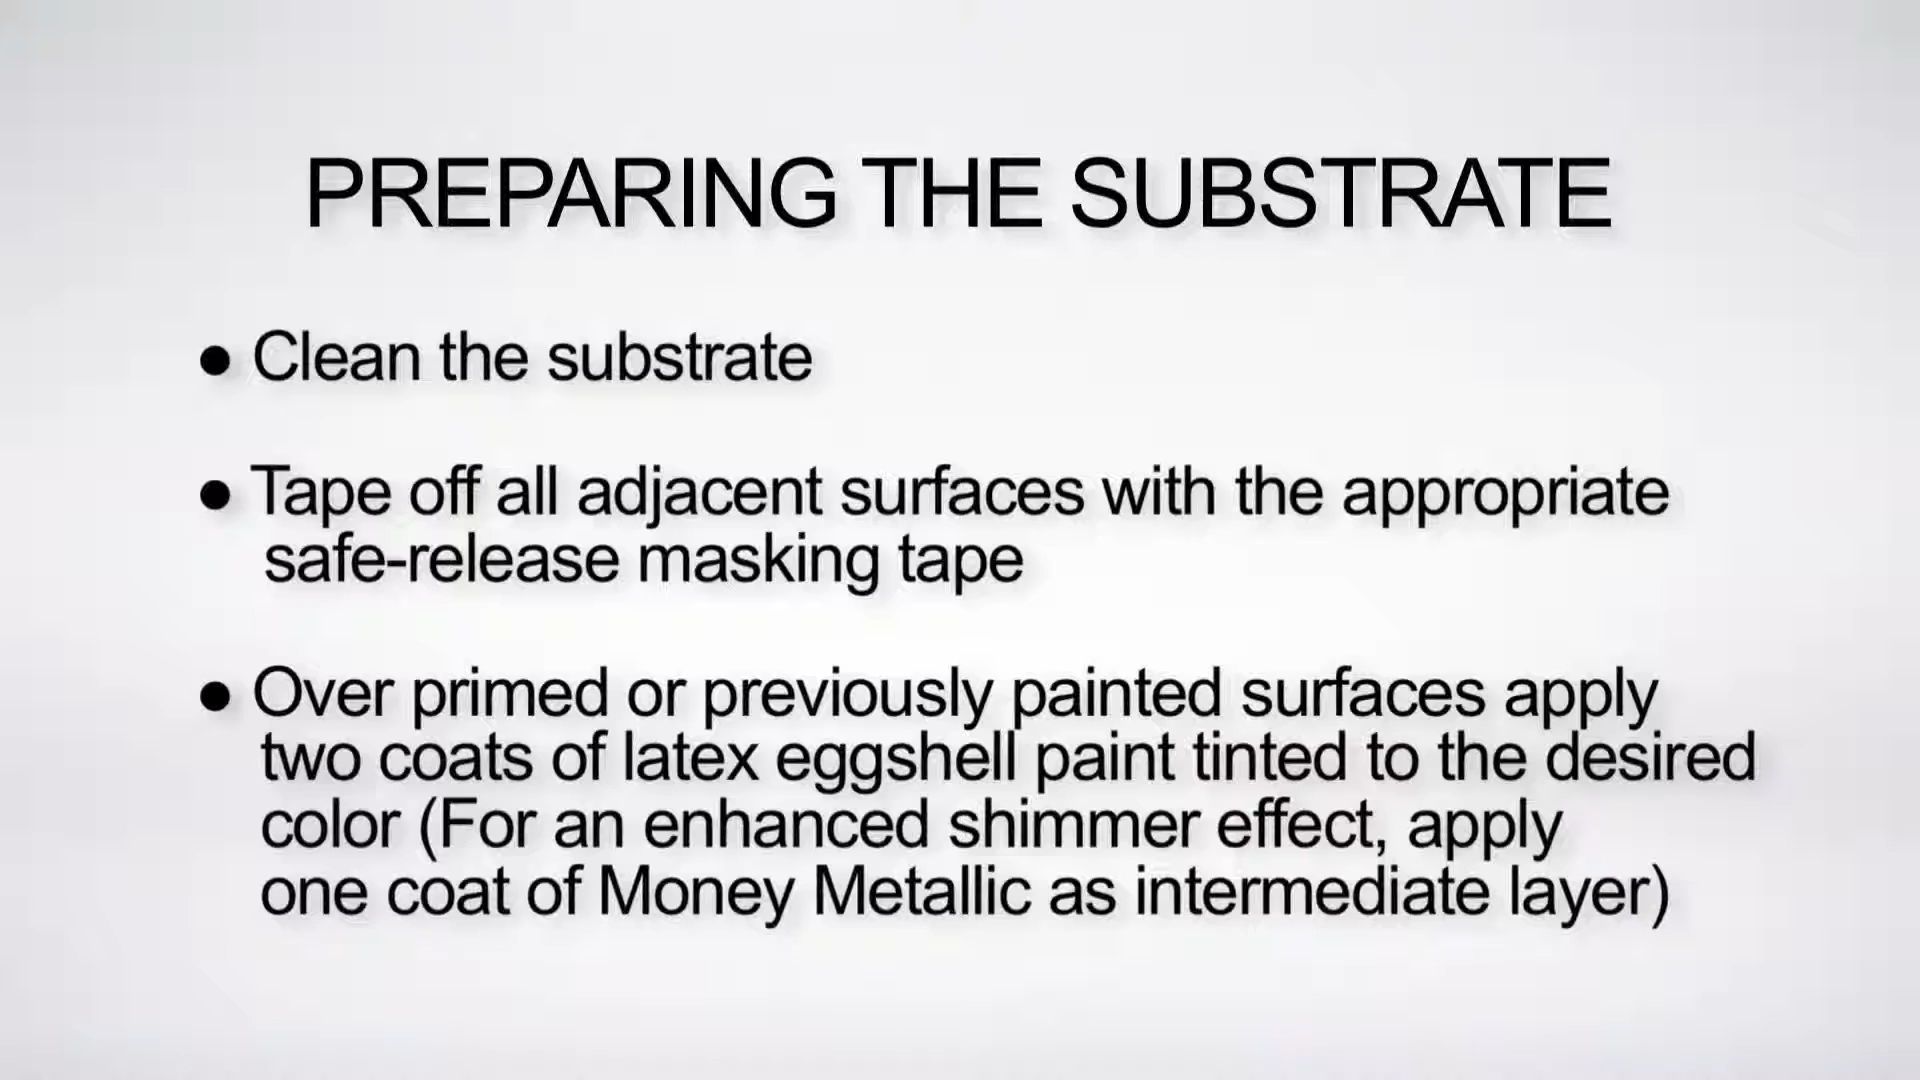 PREPARING THE SUBSTRATE
● Clean the substrate
● Tape off all adjacent surfaces with the appropriate
safe-release masking tape
● Over primed or previously painted surfaces apply
two coats of latex eggshell paint tinted to the desired
color (For an enhanced shimmer effect, apply
one coat of Money Metallic as intermediate layer)